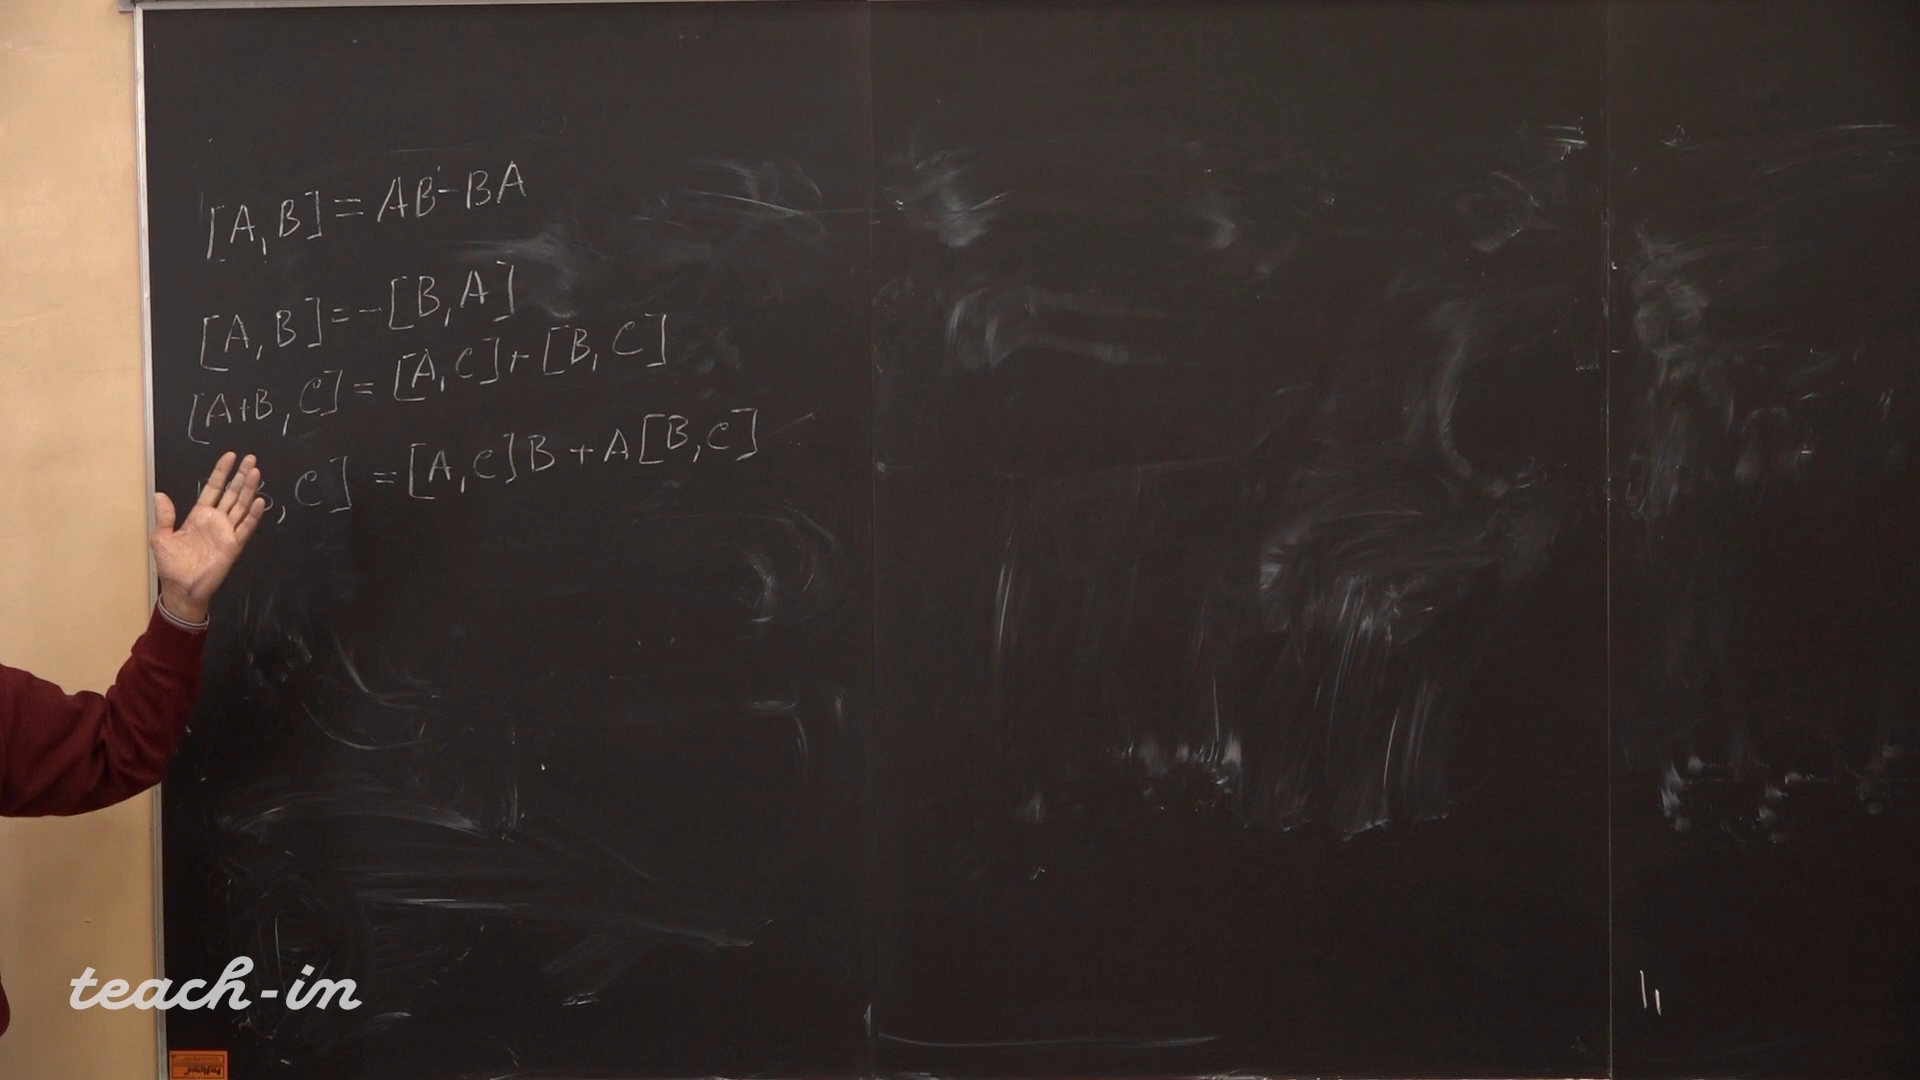 [A,B] = AB - BA
[A,B] = -[B,A]
[A+B, C] = [A,C] + [B,C]
B, C] = [A,C]B + A[B,C]
teach-in